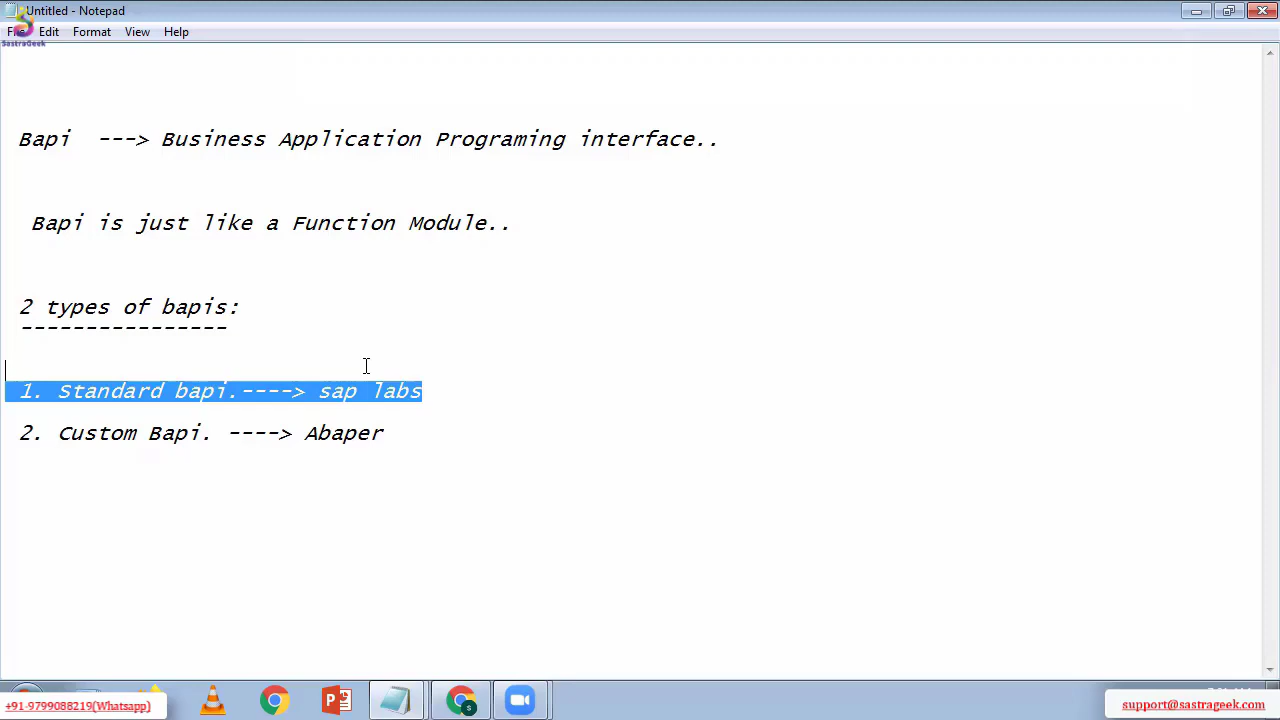 Untitled - Notepad
File Edit Format View Help
SastraGeek
Bapi ---> Business Application Programing interface..
Bapi is just like a Function Module..
2 types of bapis:
----------------
1. Standard bapi.----> sap labs
2. Custom Bapi. ----> Abaper
+91-9799088219(Whatsapp)
support@sastrageek.com